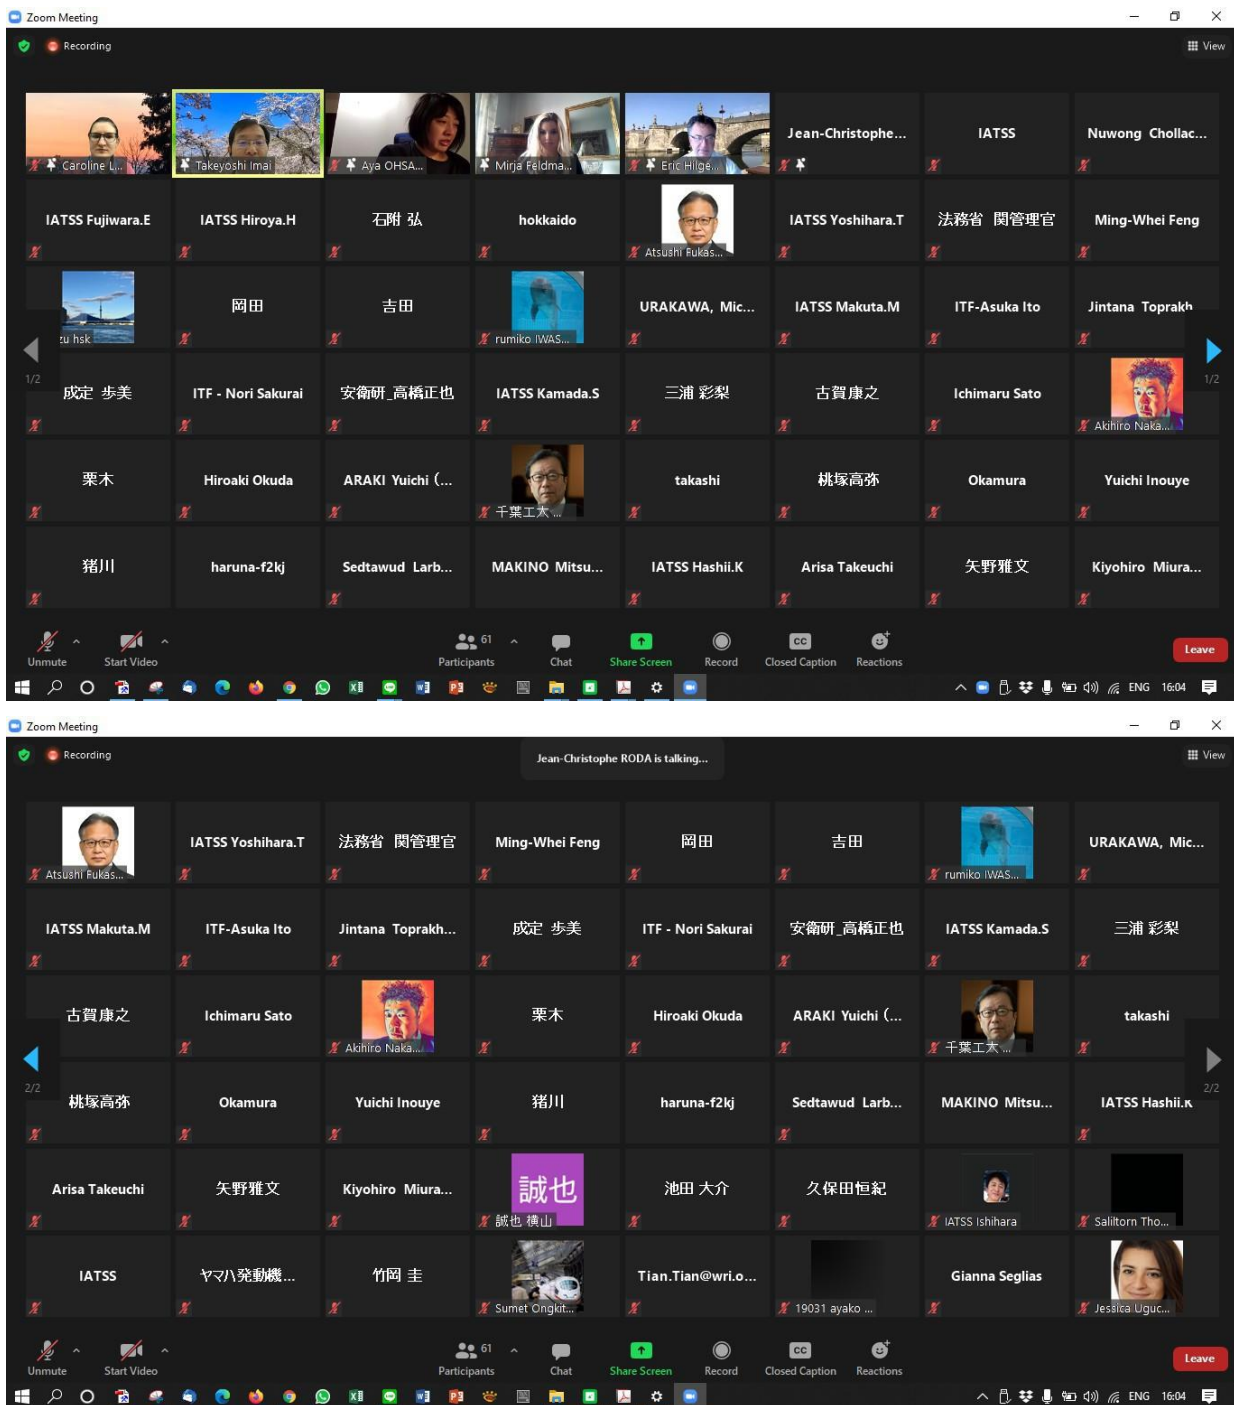 Zoom Meeting
Recording
View
Caroline L...
Takeyoshi Imai
Aya OHSA...
Mirja Feldma...
Eric Hilge...
Jean-Christophe...
IATSS
Nuwong Chollac...
IATSS Fujiwara.E
IATSS Hiroya.H
石附 弘
hokkaido
Atsushi Fukas...
IATSS Yoshihara.T
法務省 関管理官
Ming-Whei Feng
zu hsk
岡田
吉田
rumiko IWAS...
URAKAWA, Mic...
IATSS Makuta.M
ITF-Asuka Ito
Jintana Toprakh
1/2
1/2
成定 歩美
ITF - Nori Sakurai
安衛研_高橋正也
IATSS Kamada.S
三浦 彩梨
古賀康之
Ichimaru Sato
Akihiro Naka...
栗木
Hiroaki Okuda
ARAKI Yuichi (...
千葉工大 ...
takashi
桃塚高弥
Okamura
Yuichi Inouye
猪川
haruna-f2kj
Sedtawud Larb...
MAKINO Mitsu...
IATSS Hashii.K
Arisa Takeuchi
矢野雅文
Kiyohiro Miura...
Unmute
Start Video
61
Participants
Chat
Share Screen
Record
CC
Closed Caption
Reactions
Leave
ENG 16:04
Zoom Meeting
Recording
Jean-Christophe RODA is talking...
View
Atsushi Fukas...
IATSS Yoshihara.T
法務省 関管理官
Ming-Whei Feng
岡田
吉田
rumiko IWAS...
URAKAWA, Mic...
IATSS Makuta.M
ITF-Asuka Ito
Jintana Toprakh...
成定 歩美
ITF - Nori Sakurai
安衛研_高橋正也
IATSS Kamada.S
三浦 彩梨
古賀康之
Ichimaru Sato
Akihiro Naka...
栗木
Hiroaki Okuda
ARAKI Yuichi (...
千葉工大 ...
takashi
2/2
2/2
桃塚高弥
Okamura
Yuichi Inouye
猪川
haruna-f2kj
Sedtawud Larb...
MAKINO Mitsu...
IATSS Hashii.K
Arisa Takeuchi
矢野雅文
Kiyohiro Miura...
誠也
誠也 横山
池田 大介
久保田恒紀
IATSS Ishihara
Saliltorn Tho...
IATSS
ヤマハ発動機...
竹岡 圭
Sumet Ongkit...
Tian.Tian@wri.o...
19031 ayako ...
Gianna Seglias
Jessica Uguc...
Unmute
Start Video
61
Participants
Chat
Share Screen
Record
CC
Closed Caption
Reactions
Leave
ENG 16:04